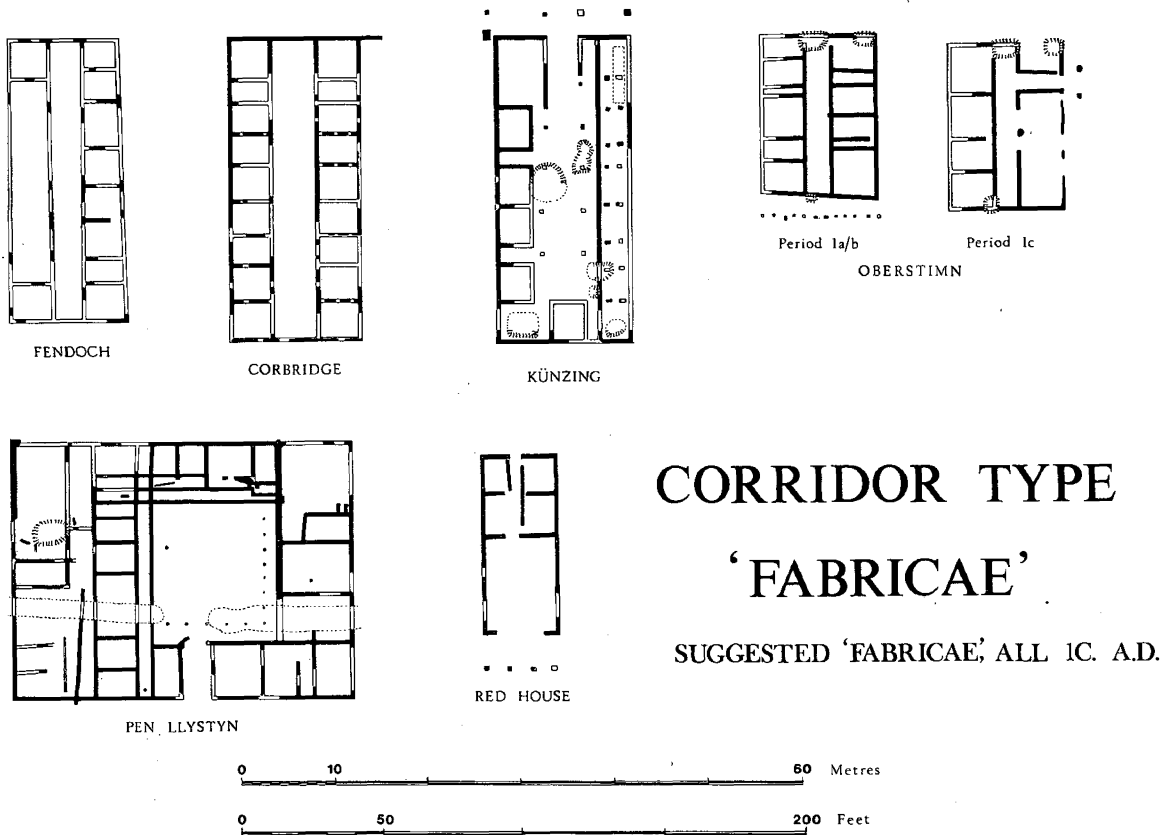 Period 1a/b
Period 1c
OBERSTIMN
FENDOCH
CORBRIDGE
KÜNZING
CORRIDOR TYPE
‘FABRICAE’
SUGGESTED ‘FABRICAE’, ALL 1C. A.D.
RED HOUSE
PEN LLYSTYN
0 10 60 Metres
0 50 200 Feet